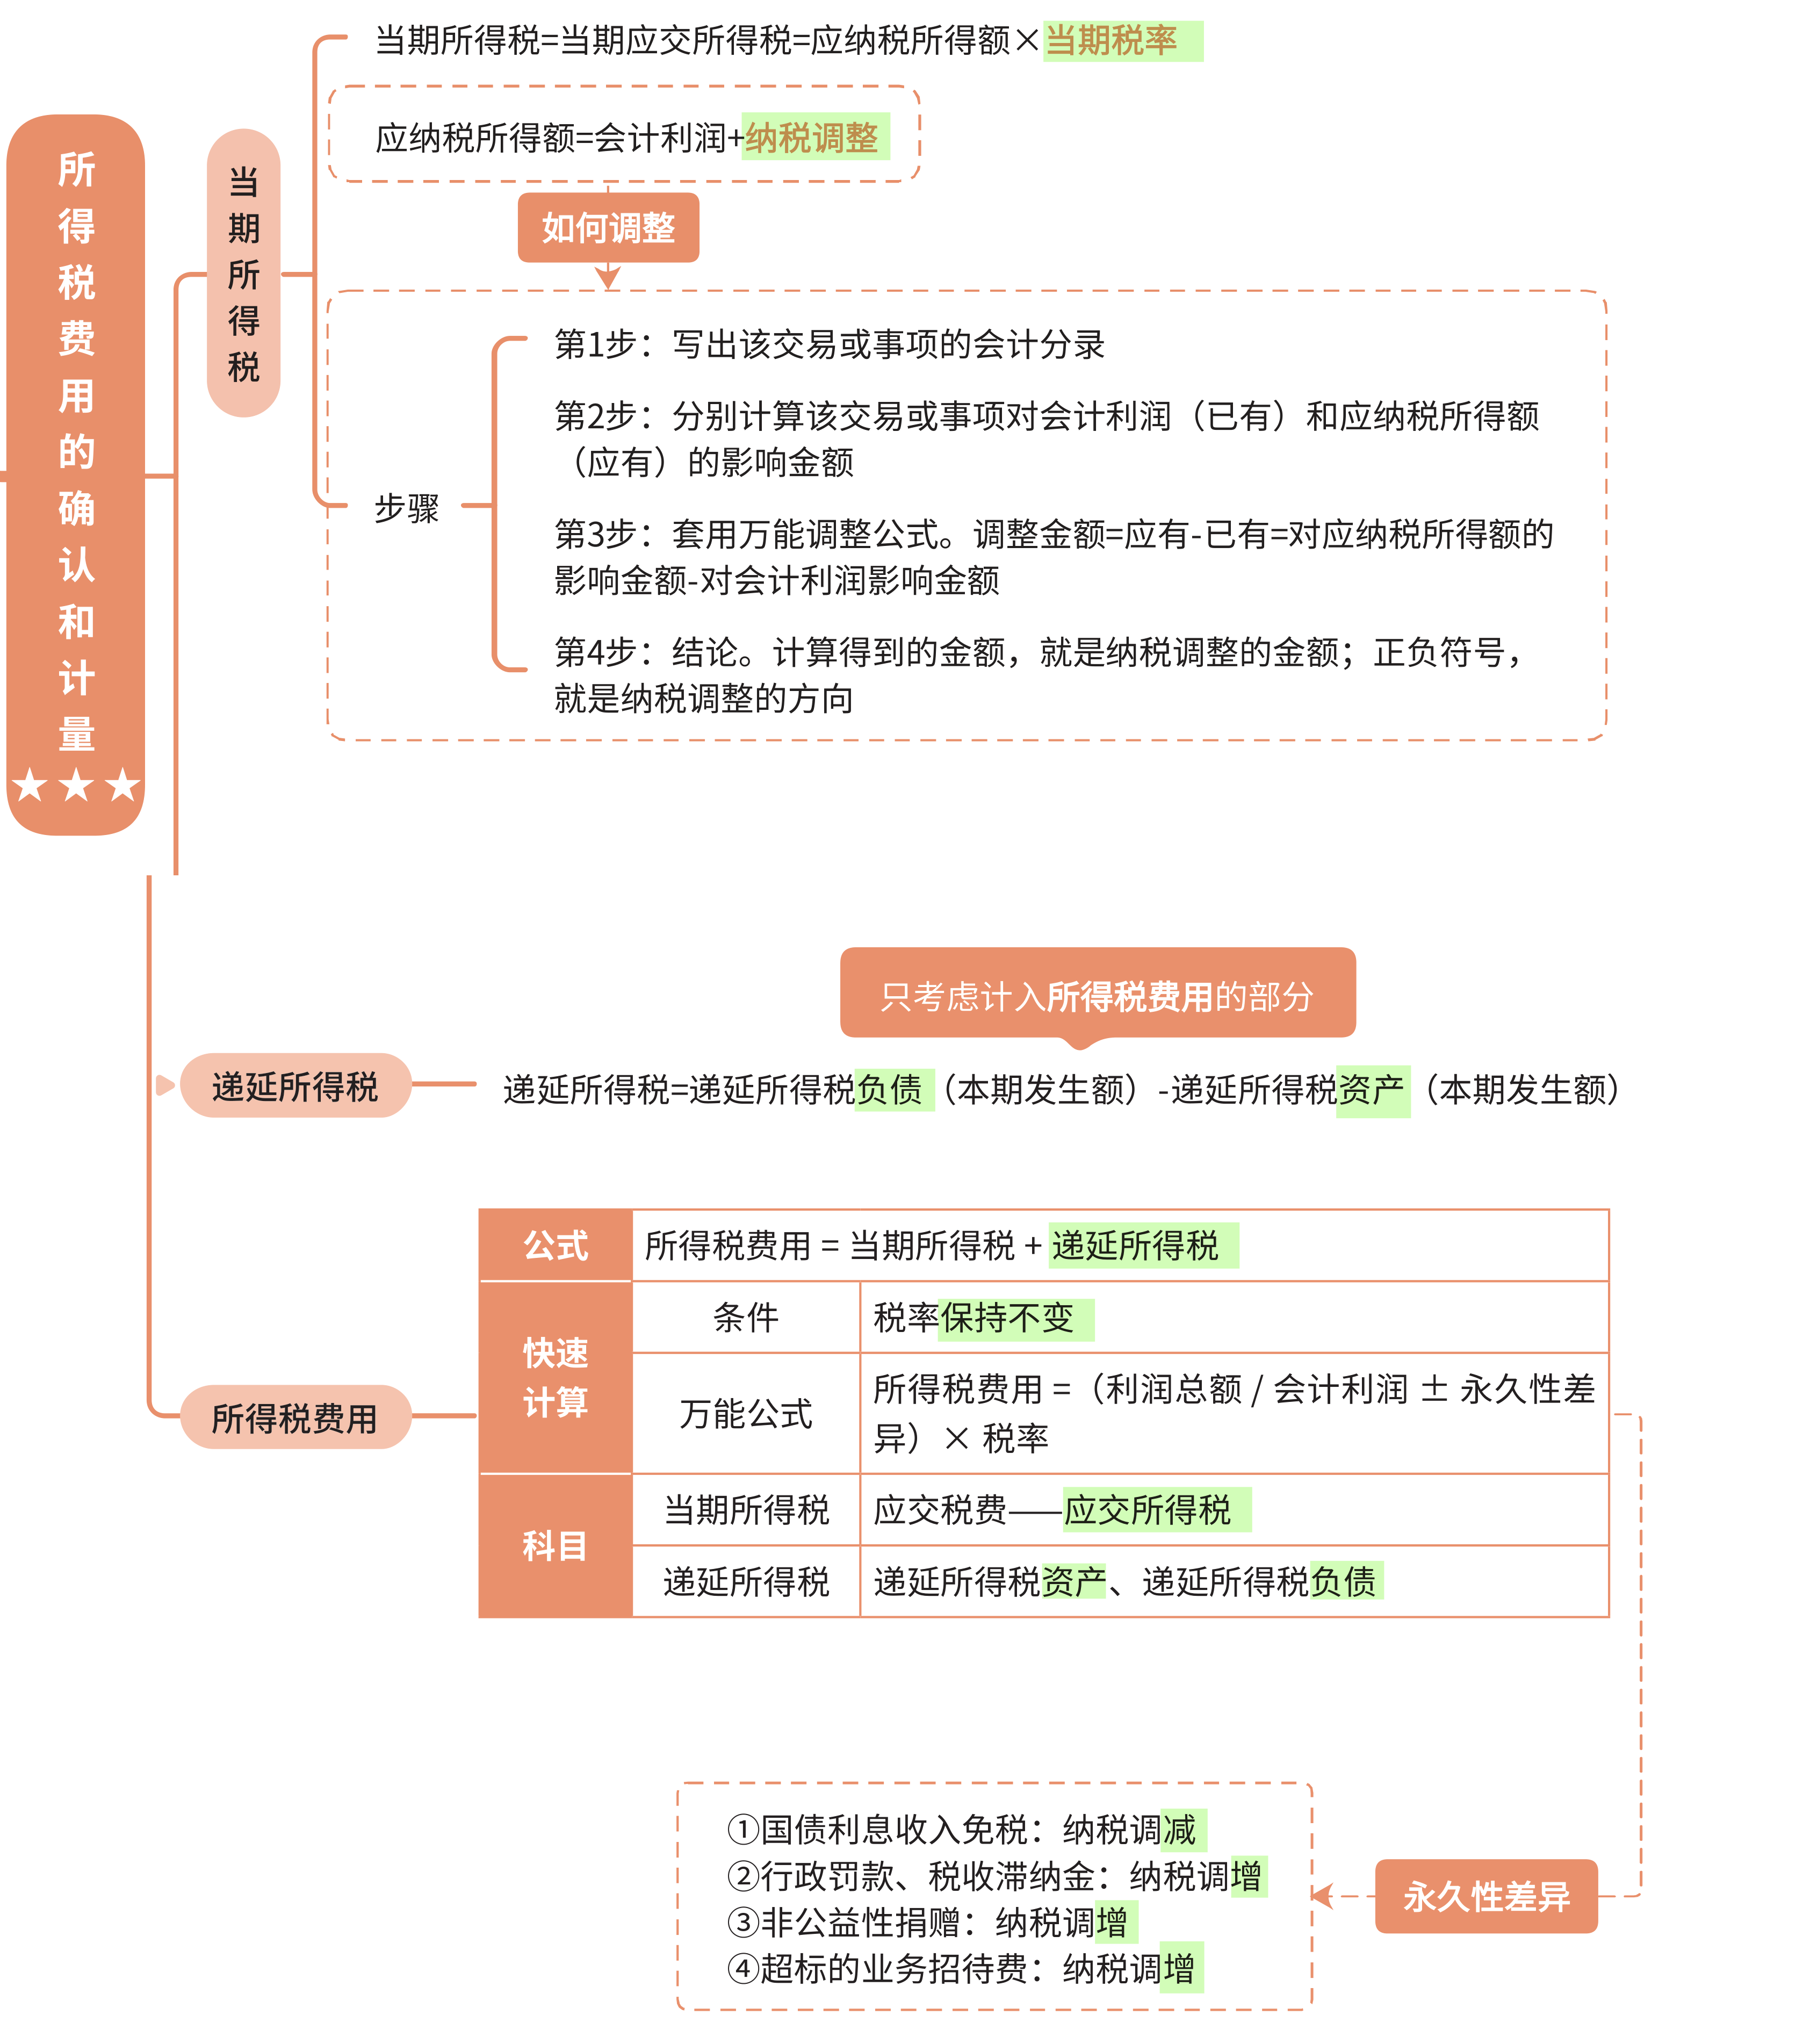 所得税费用的确认和计量
★★★
当期所得税
当期所得税=当期应交所得税=应纳税所得额×当期税率
应纳税所得额=会计利润+纳税调整
如何调整
步骤
第1步：写出该交易或事项的会计分录
第2步：分别计算该交易或事项对会计利润（已有）和应纳税所得额
（应有）的影响金额
第3步：套用万能调整公式。调整金额=应有-已有=对应纳税所得额的
影响金额-对会计利润影响金额
第4步：结论。计算得到的金额，就是纳税调整的金额；正负符号，
就是纳税调整的方向
只考虑计入所得税费用的部分
递延所得税
递延所得税=递延所得税负债（本期发生额）-递延所得税资产（本期发生额）
所得税费用
公式
所得税费用 = 当期所得税 + 递延所得税
快速
计算
条件
税率保持不变
万能公式
所得税费用 =（利润总额 / 会计利润 ± 永久性差
异）× 税率
科目
当期所得税
应交税费——应交所得税
递延所得税
递延所得税资产、递延所得税负债
①国债利息收入免税：纳税调减
②行政罚款、税收滞纳金：纳税调增
③非公益性捐赠：纳税调增
④超标的业务招待费：纳税调增
永久性差异